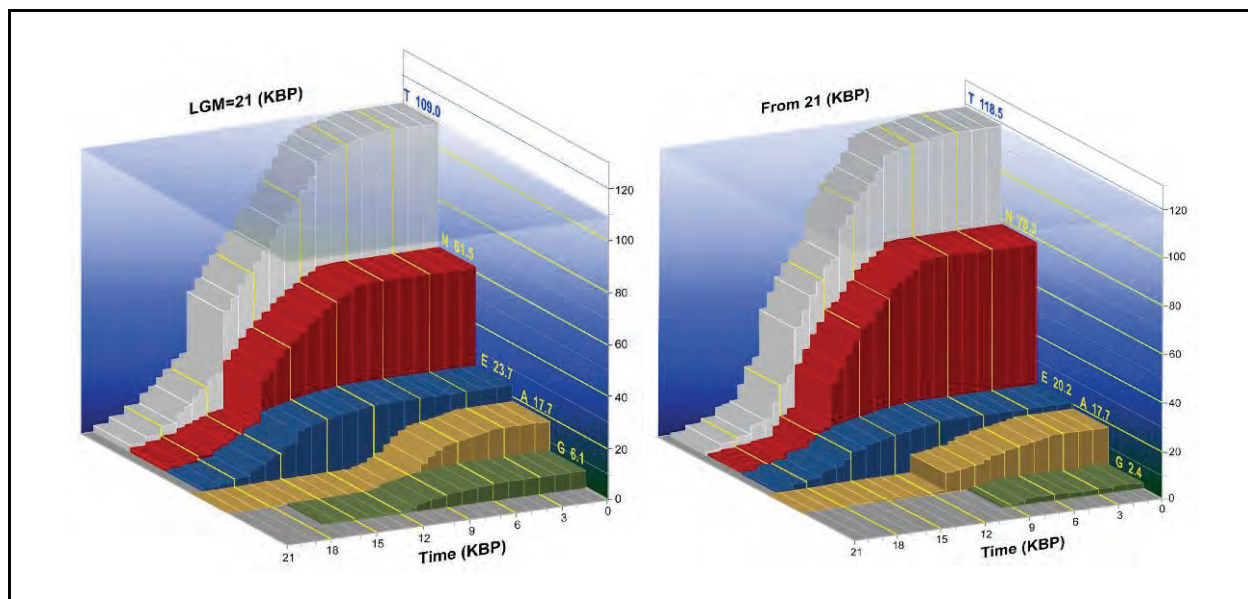 LGM=21 (KBP)
T 109.0
N 61.5
E 23.7
A 17.7
G 6.1
120
100
80
60
40
20
0
21
18
15
12
9
6
3
0
Time (KBP)
From 21 (KBP)
T 118.5
N 78.3
E 20.2
A 17.7
G 2.4
120
100
80
60
40
20
0
21
18
15
12
9
6
3
0
Time (KBP)